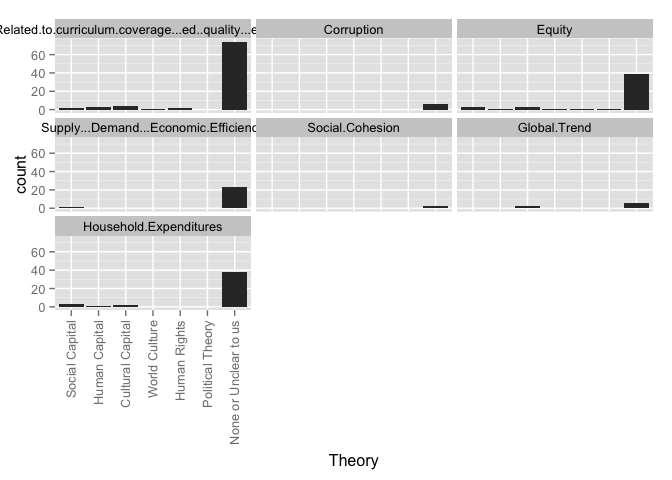 Related.to.curriculum.coverage...ed..quality...e
Corruption
Equity
60
40
20
0
Supply...Demand...Economic.Efficienc
Social.Cohesion
Global.Trend
60
40
20
0
Household.Expenditures
60
40
20
0
count
Social Capital
Human Capital
Cultural Capital
World Culture
Human Rights
Political Theory
None or Unclear to us
Theory